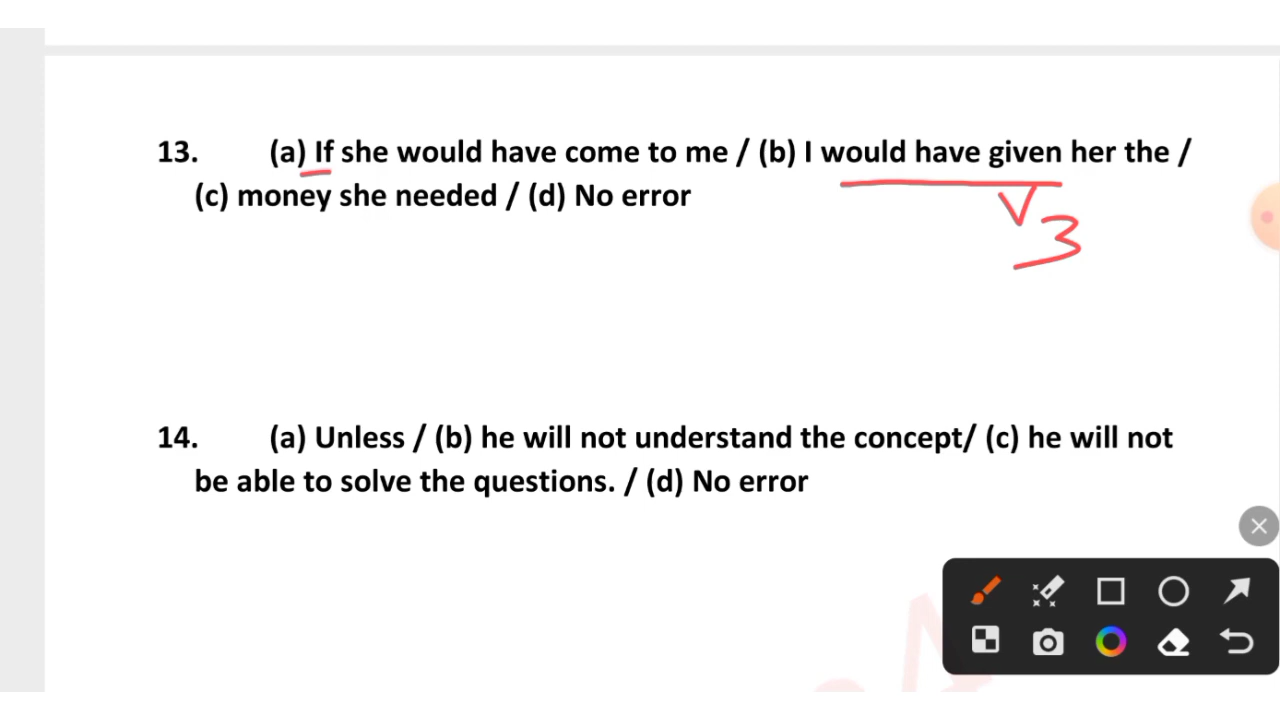 13. (a) If she would have come to me / (b) I would have given her the /
(c) money she needed / (d) No error
V3
14. (a) Unless / (b) he will not understand the concept/ (c) he will not
be able to solve the questions. / (d) No error